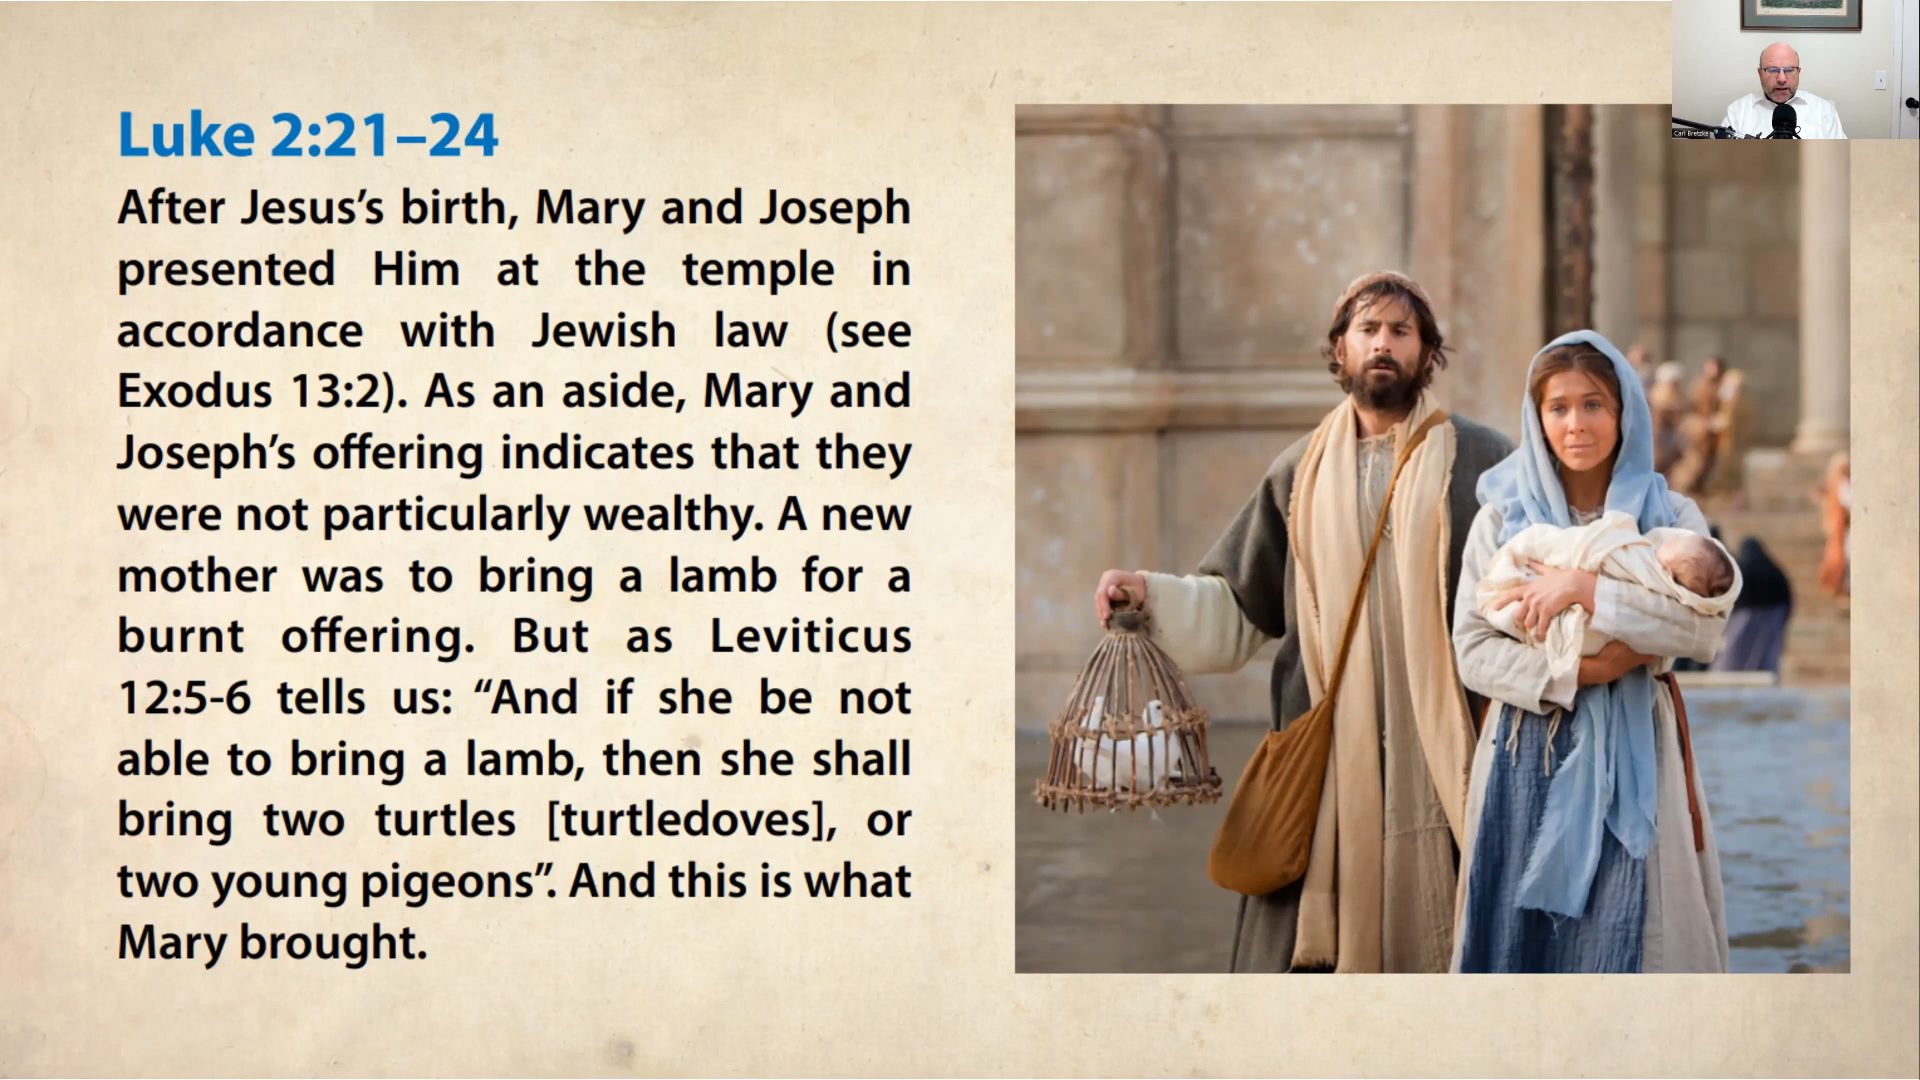 Luke 2:21–24
After Jesus’s birth, Mary and Joseph
presented Him at the temple in
accordance with Jewish law (see
Exodus 13:2). As an aside, Mary and
Joseph’s offering indicates that they
were not particularly wealthy. A new
mother was to bring a lamb for a
burnt offering. But as Leviticus
12:5-6 tells us: “And if she be not
able to bring a lamb, then she shall
bring two turtles [turtledoves], or
two young pigeons”. And this is what
Mary brought.
Carl Bretzke